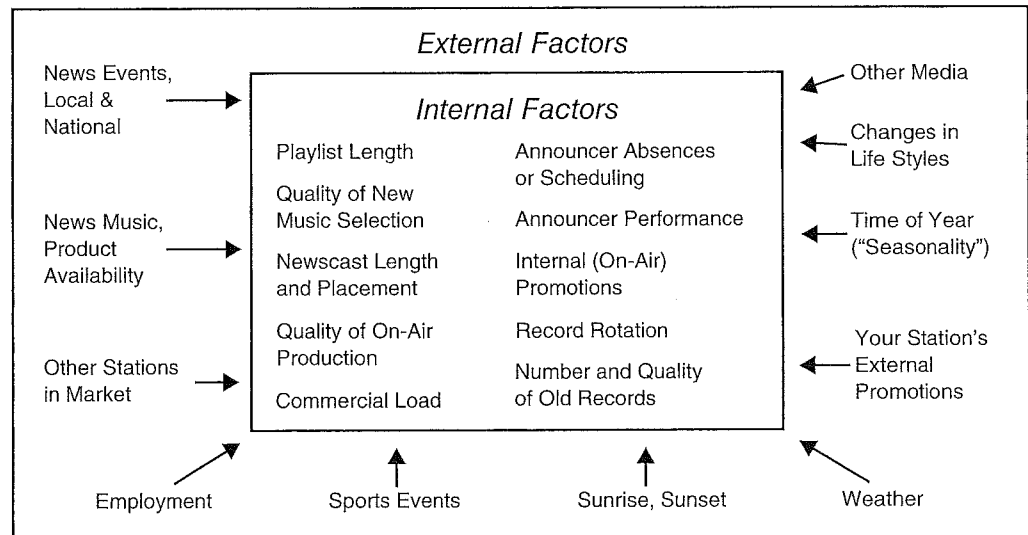 External Factors
News Events,
Local &
National
News Music,
Product
Availability
Other Stations
in Market
Internal Factors
Playlist Length
Quality of New
Music Selection
Newscast Length
and Placement
Quality of On-Air
Production
Commercial Load
Announcer Absences
or Scheduling
Announcer Performance
Internal (On-Air)
Promotions
Record Rotation
Number and Quality
of Old Records
Other Media
Changes in
Life Styles
Time of Year
(“Seasonality”)
Your Station’s
External
Promotions
Employment
Sports Events
Sunrise, Sunset
Weather